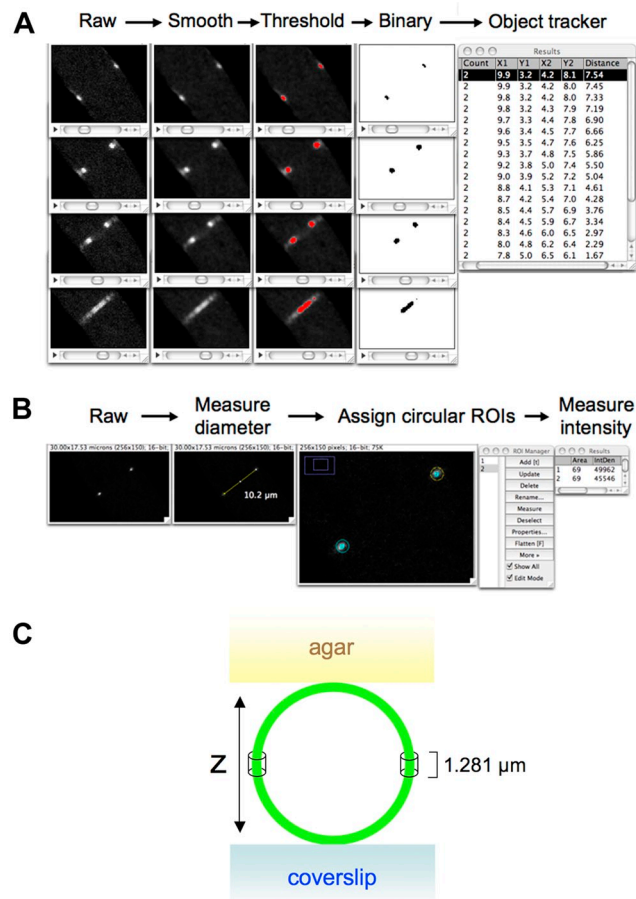 A
Raw → Smooth → Threshold → Binary → Object tracker
Results
Count X1 Y1 X2 Y2 Distance
2 9.9 3.2 4.2 8.1 7.54
2 9.9 3.2 4.2 8.0 7.45
2 9.8 3.2 4.2 8.0 7.33
2 9.8 3.2 4.3 7.9 7.19
2 9.7 3.3 4.4 7.8 6.90
2 9.6 3.4 4.5 7.7 6.66
2 9.5 3.5 4.7 7.6 6.25
2 9.3 3.7 4.8 7.5 5.86
2 9.2 3.8 5.0 7.4 5.50
2 9.0 3.9 5.2 7.2 5.04
2 8.8 4.1 5.3 7.1 4.61
2 8.7 4.2 5.4 7.0 4.28
2 8.5 4.4 5.7 6.9 3.76
2 8.4 4.5 5.9 6.7 3.34
2 8.3 4.6 6.0 6.5 2.97
2 8.0 4.8 6.2 6.4 2.29
2 7.8 5.0 6.5 6.1 1.67
B
Raw → Measure diameter → Assign circular ROIs → Measure intensity
30.00x17.53 microns (256x150); 16-bit;
30.00x17.53 microns (256x150); 16-bit;
256x150 pixels; 16-bit; 75K
10.2 µm
ROI Manager
1
2
Add [t]
Update
Delete
Rename...
Measure
Deselect
Properties...
Flatten [F]
More »
Show All
Edit Mode
Results
Area IntDen
1 69 49962
2 69 45546
C
agar
Z
1.281 µm
coverslip